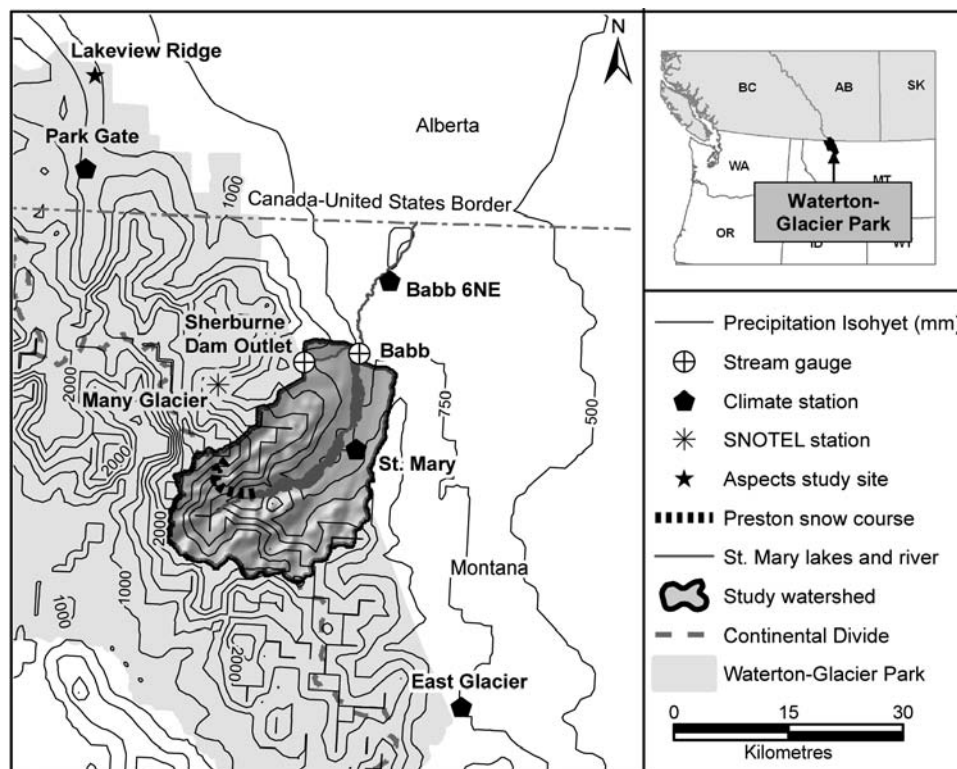 Lakeview Ridge
Park Gate
N
Alberta
1000
Canada-United States Border
Babb 6NE
Sherburne
Dam Outlet
Babb
2000
Many Glacier
750
500
2000
St. Mary
2000
Montana
1000
1000
2000
East Glacier
BC
AB
SK
WA
MT
Waterton-
Glacier Park
OR
ID
Precipitation Isohyet (mm)
Stream gauge
Climate station
SNOTEL station
Aspects study site
Preston snow course
St. Mary lakes and river
Study watershed
Continental Divide
Waterton-Glacier Park
0
15
30
Kilometres